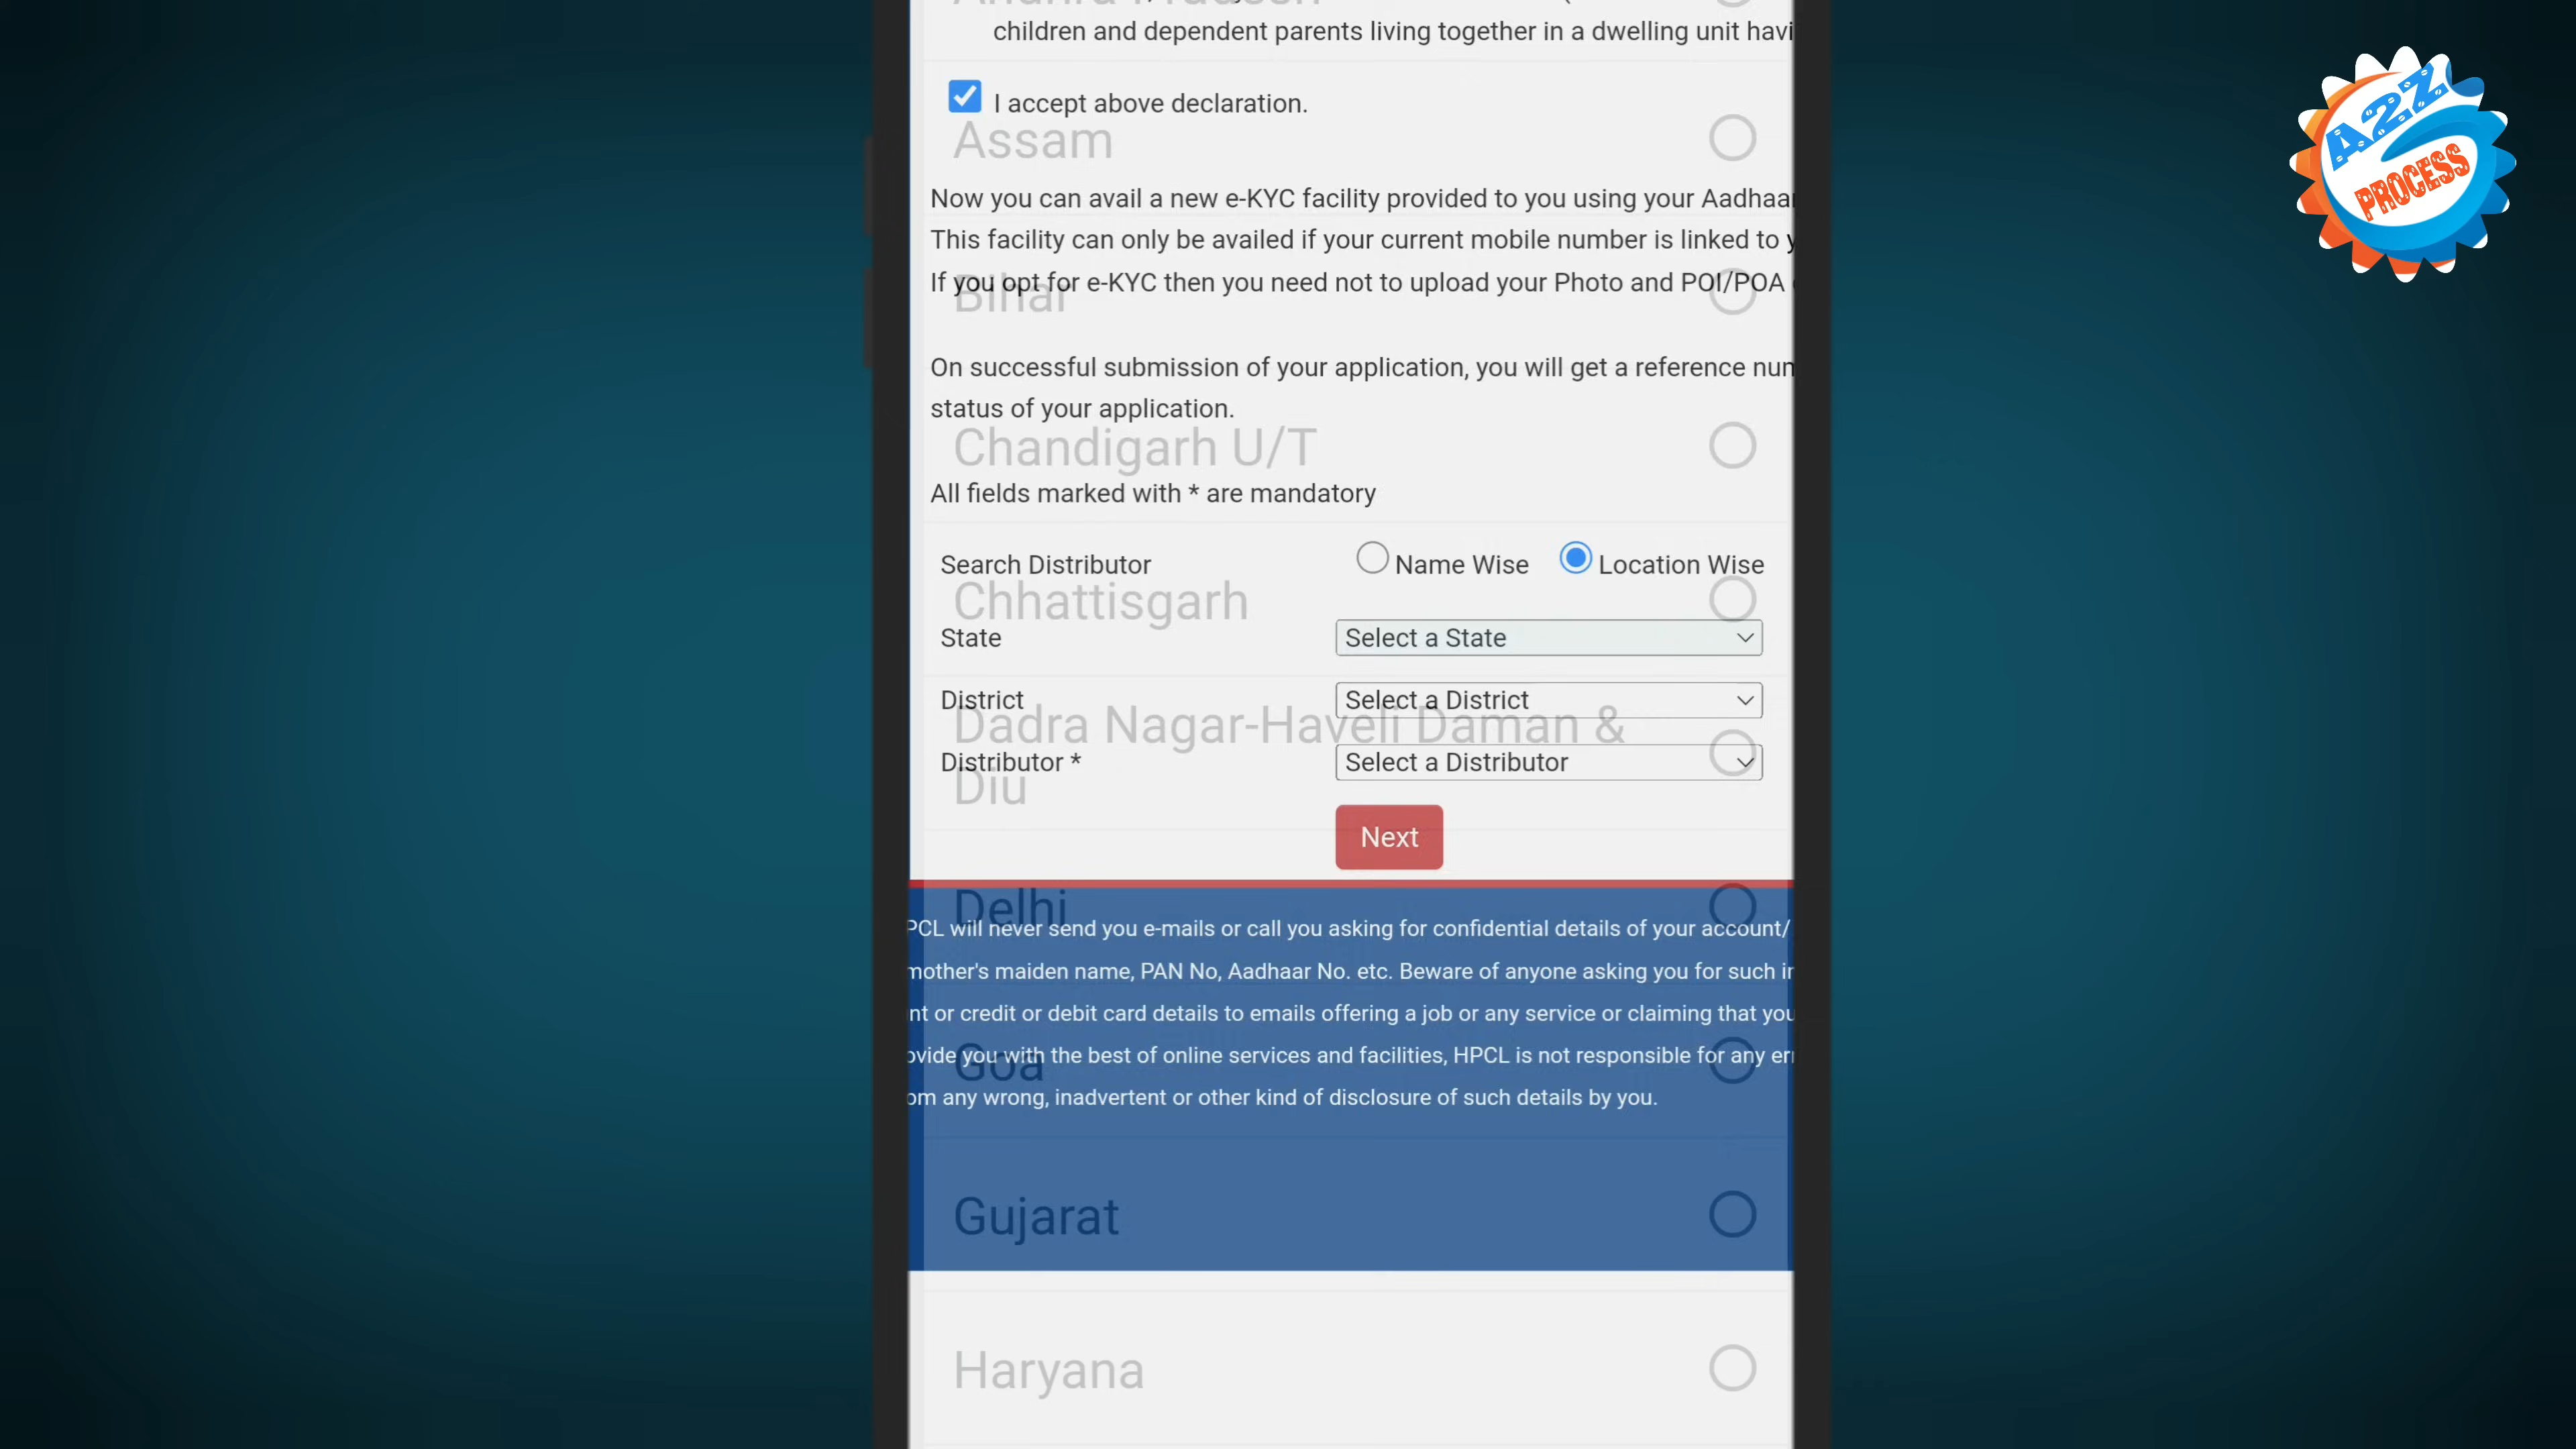 Andhra Pradesh
children and dependent parents living together in a dwelling unit havi
I accept above declaration.
Assam
Now you can avail a new e-KYC facility provided to you using your Aadhaar
This facility can only be availed if your current mobile number is linked to y
If you opt for e-KYC then you need not to upload your Photo and POI/POA
Bihar
On successful submission of your application, you will get a reference num
status of your application.
Chandigarh U/T
All fields marked with * are mandatory
Search Distributor Name Wise Location Wise
Chhattisgarh
State Select a State
District Select a District
Dadra Nagar-Haveli Daman &
Distributor * Select a Distributor
Diu
Next
Delhi
PCL will never send you e-mails or call you asking for confidential details of your account/
mother's maiden name, PAN No, Aadhaar No. etc. Beware of anyone asking you for such in
nt or credit or debit card details to emails offering a job or any service or claiming that you
ovide you with the best of online services and facilities, HPCL is not responsible for any err
Goa
om any wrong, inadvertent or other kind of disclosure of such details by you.
Gujarat
Haryana
A2Z
PROCESS